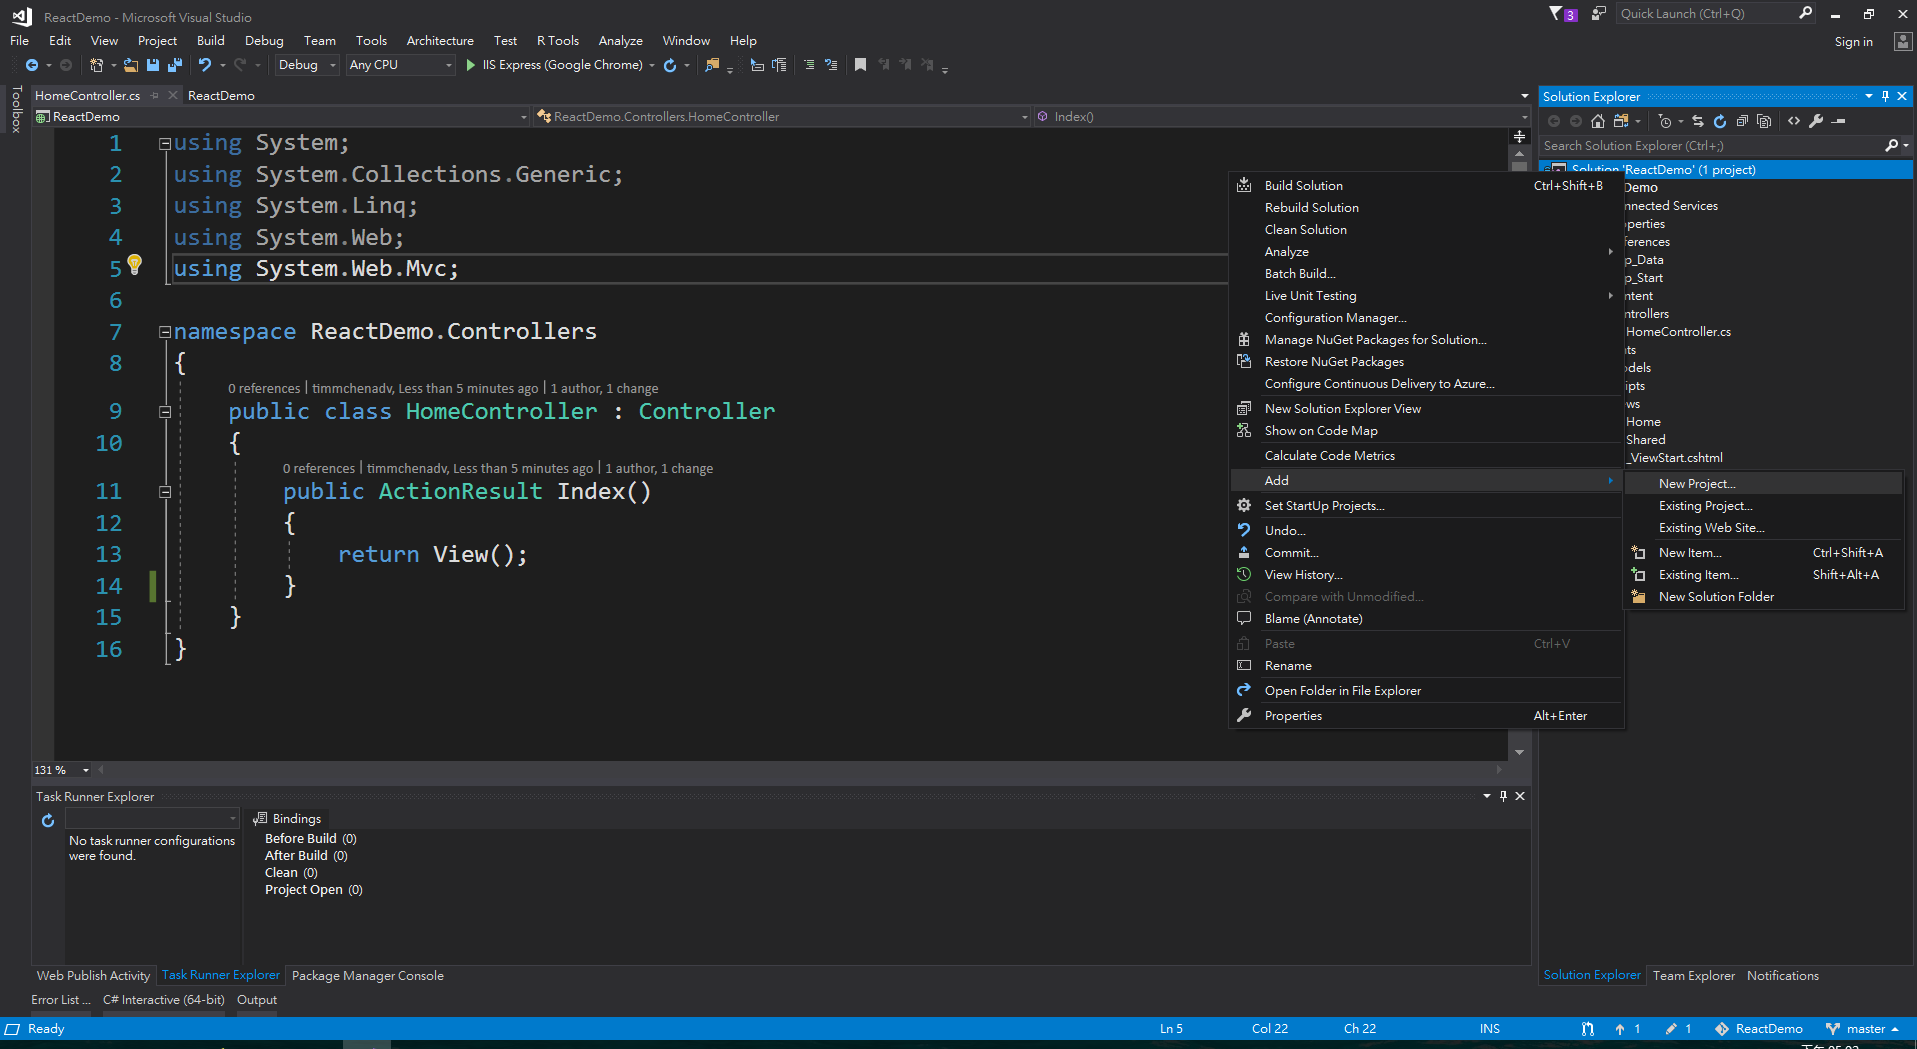 ReactDemo - Microsoft Visual Studio
3
Quick Launch (Ctrl+Q)
File Edit View Project Build Debug Team Tools Architecture Test R Tools Analyze Window Help
Sign in
Debug Any CPU IIS Express (Google Chrome)
Toolbox
HomeController.cs ReactDemo
ReactDemo ReactDemo.Controllers.HomeController Index()
1 using System;
2 using System.Collections.Generic;
3 using System.Linq;
4 using System.Web;
5 using System.Web.Mvc;
6
7 namespace ReactDemo.Controllers
8 {
0 references | timmchenadv, Less than 5 minutes ago | 1 author, 1 change
9 public class HomeController : Controller
10 {
0 references | timmchenadv, Less than 5 minutes ago | 1 author, 1 change
11 public ActionResult Index()
12 {
13 return View();
14 }
15 }
16 }
131 %
Build Solution Ctrl+Shift+B
Rebuild Solution
Clean Solution
Analyze
Batch Build...
Live Unit Testing
Configuration Manager...
Manage NuGet Packages for Solution...
Restore NuGet Packages
Configure Continuous Delivery to Azure...
New Solution Explorer View
Show on Code Map
Calculate Code Metrics
Add
Set StartUp Projects...
Undo...
Commit...
View History...
Compare with Unmodified...
Blame (Annotate)
Paste Ctrl+V
Rename
Open Folder in File Explorer
Properties Alt+Enter
New Project...
Existing Project...
Existing Web Site...
New Item... Ctrl+Shift+A
Existing Item... Shift+Alt+A
New Solution Folder
Solution Explorer
Search Solution Explorer (Ctrl+;)
Solution 'ReactDemo' (1 project)
Demo
nnected Services
perties
ferences
p_Data
p_Start
ntent
ntrollers
HomeController.cs
nts
odels
ipts
ws
Home
Shared
_ViewStart.cshtml
Solution Explorer Team Explorer Notifications
Task Runner Explorer
No task runner configurations
were found.
Bindings
Before Build (0)
After Build (0)
Clean (0)
Project Open (0)
Web Publish Activity Task Runner Explorer Package Manager Console
Error List ... C# Interactive (64-bit) Output
Ready Ln 5 Col 22 Ch 22 INS 1 1 ReactDemo master